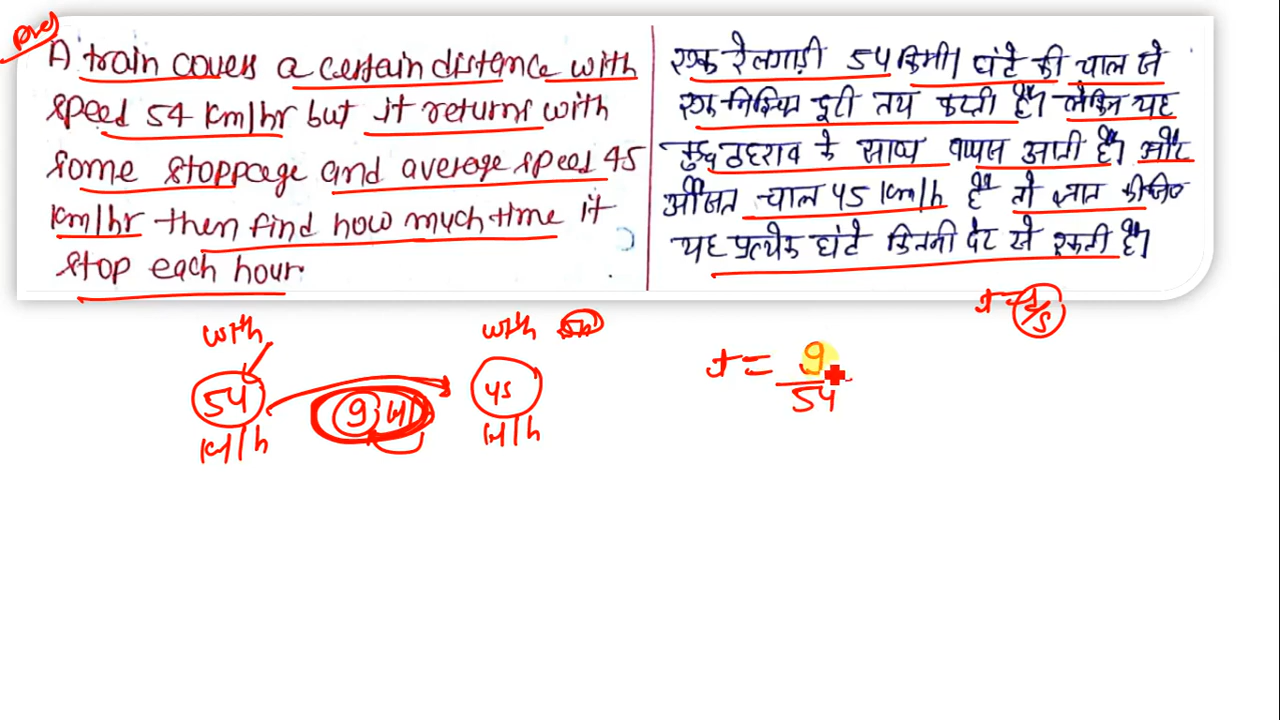 A train covers a certain distance with
speed 54 km/hr but it returns with
some stoppage and average speed 45
km/hr then find how much time it
stop each hour.
एक रेलगाड़ी 54 किमी। घंटे की चाल से
एक निश्चित दूरी तय करती है। लेकिन यह
कुछ ठहराव के साथ वापस आती है। और
औसत चाल 45 km/h है तो ज्ञात कीजिए
यह प्रत्येक घंटे कितनी देर से रुकती है।
t = d/s
with
54
km/h
9 km
with
45
km/h
t = 9/54